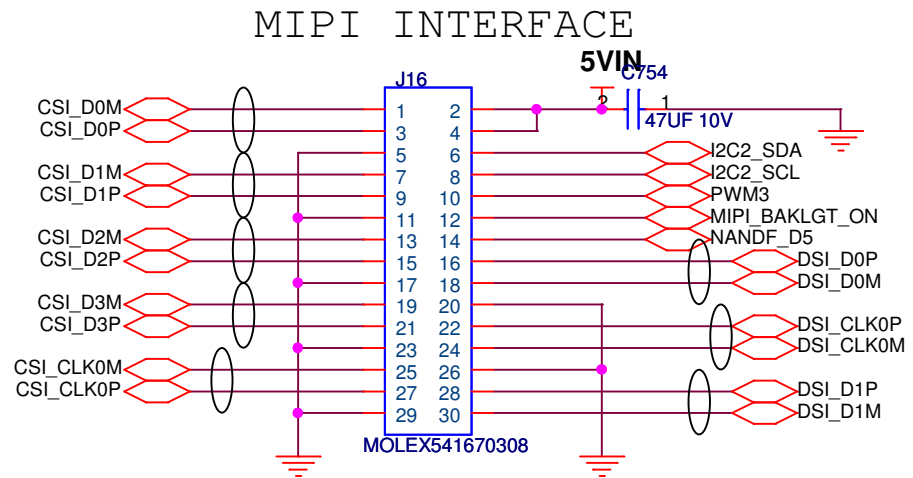 MIPI INTERFACE
5VIN
C754
J16
CSI_D0M 1 2 2 1
CSI_D0P 3 4 47UF 10V
5 6 I2C2_SDA
CSI_D1M 7 8 I2C2_SCL
CSI_D1P 9 10 PWM3
11 12 MIPI_BAKLGT_ON
CSI_D2M 13 14 NANDF_D5
CSI_D2P 15 16 DSI_D0P
17 18 DSI_D0M
CSI_D3M 19 20
CSI_D3P 21 22 DSI_CLK0P
23 24 DSI_CLK0M
CSI_CLK0M 25 26
CSI_CLK0P 27 28 DSI_D1P
29 30 DSI_D1M
MOLEX541670308